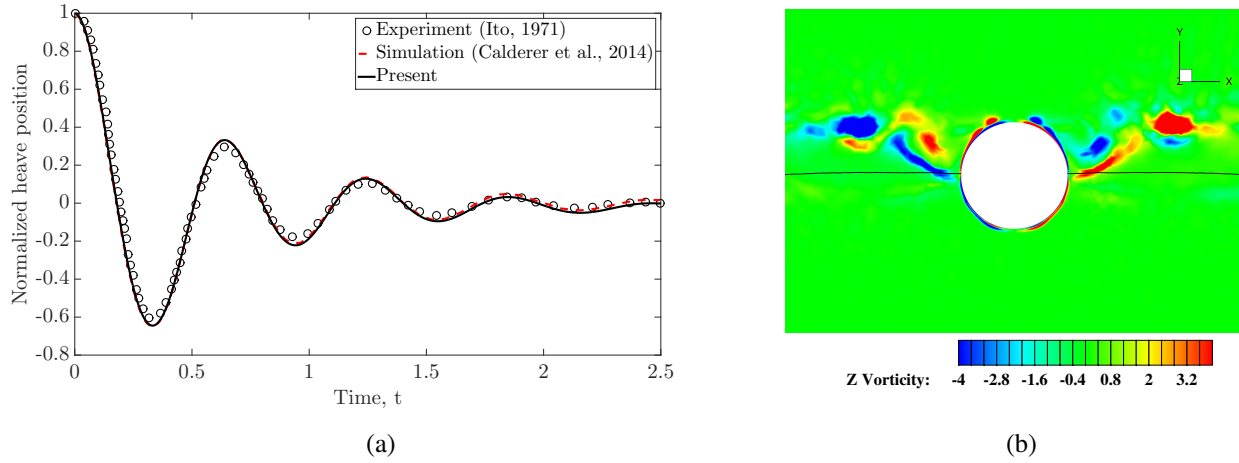 1
0.8
0.6
0.4
0.2
0
-0.2
-0.4
-0.6
-0.8
Normalized heave position
Experiment (Ito, 1971)
Simulation (Calderer et al., 2014)
Present
0 0.5 1 1.5 2 2.5
Time, t
(a)
Y
Z X
Z Vorticity: -4 -2.8 -1.6 -0.4 0.8 2 3.2
(b)